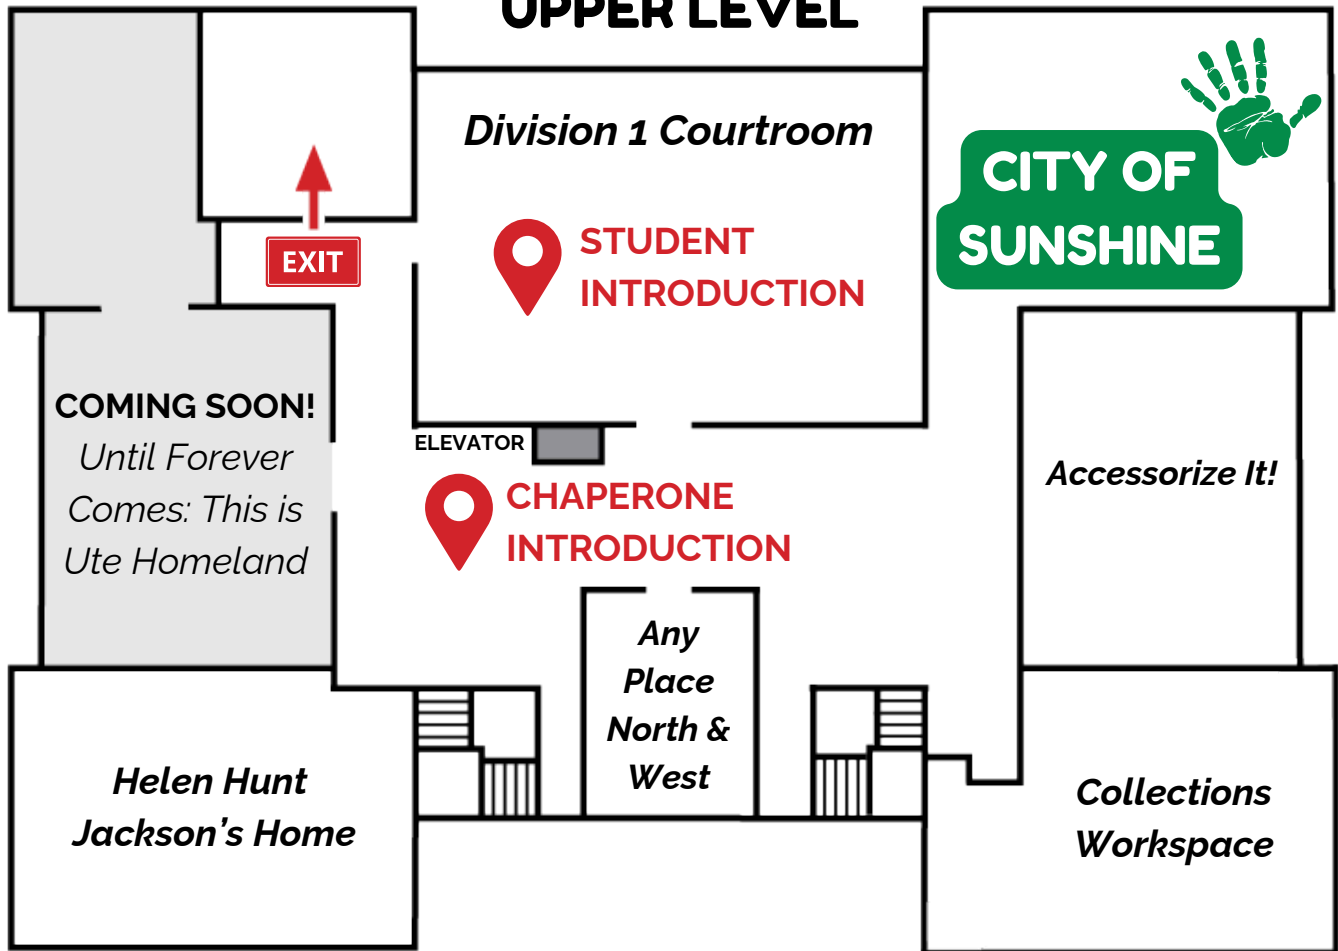 UPPER LEVEL
Division 1 Courtroom
CITY OF
SUNSHINE
STUDENT
INTRODUCTION
EXIT
COMING SOON!
Until Forever
Comes: This is
Ute Homeland
ELEVATOR
CHAPERONE
INTRODUCTION
Accessorize It!
Any
Place
North &
West
Helen Hunt
Jackson’s Home
Collections
Workspace